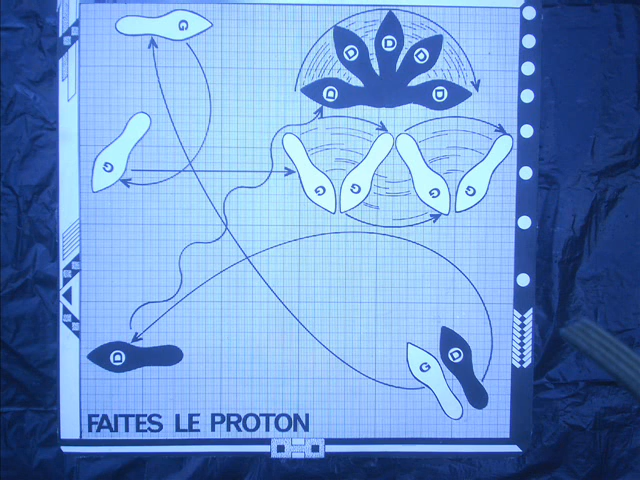 G
D D D D D
G
G G G G
D
G D
FAITES LE PROTON